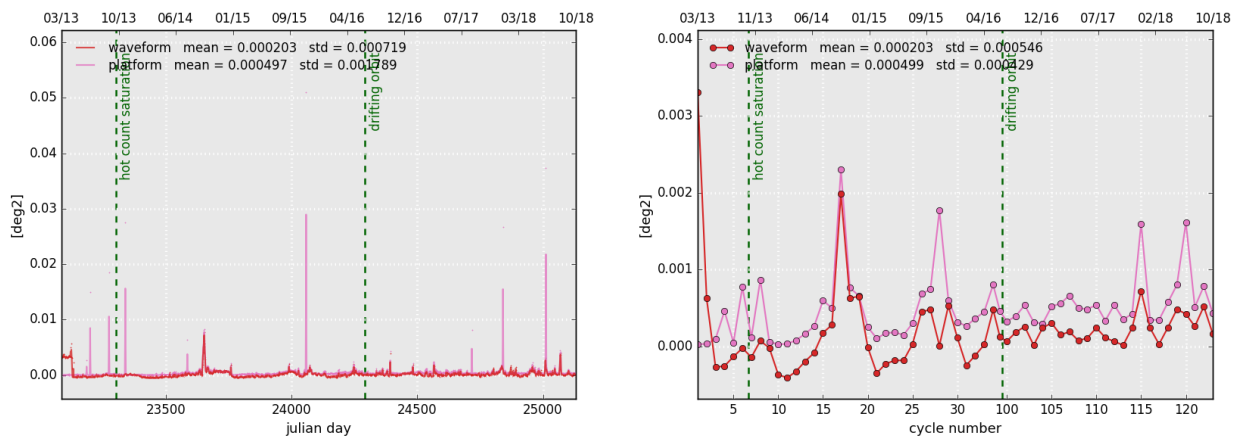 03/13 10/13 06/14 01/15 09/15 04/16 12/16 07/17 03/18 10/18
0.06
0.05
0.04
0.03
0.02
0.01
0.00
[deg2]
waveform mean = 0.000203 std = 0.000719
platform mean = 0.000497 std = 0.001789
hot count saturation
drifting orbit
23500 24000 24500 25000
julian day
03/13 11/13 06/14 01/15 09/15 04/16 12/16 07/17 02/18 10/18
0.004
0.003
0.002
0.001
0.000
[deg2]
waveform mean = 0.000203 std = 0.000546
platform mean = 0.000499 std = 0.000429
hot count saturation
drifting orbit
5 10 15 20 25 30 100 105 110 115 120
cycle number